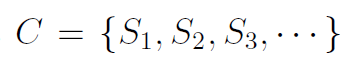 C = {S₁, S₂, S₃, ⋯}